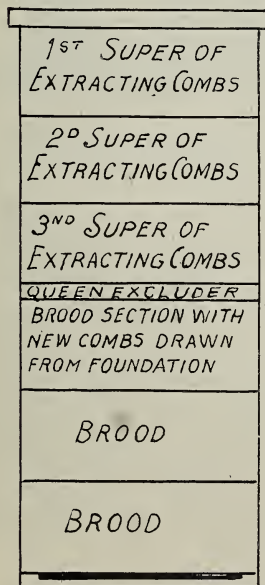 1ST SUPER OF
EXTRACTING COMBS
2D SUPER OF
EXTRACTING COMBS
3ND SUPER OF
EXTRACTING COMBS
QUEEN EXCLUDER
BROOD SECTION WITH
NEW COMBS DRAWN
FROM FOUNDATION
BROOD
BROOD